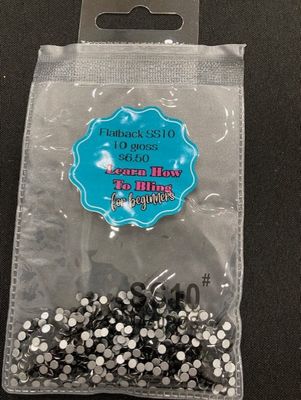 Flatback SS10
10 gross
$6.50
Learn How
To Bling
for beginners
SS10#